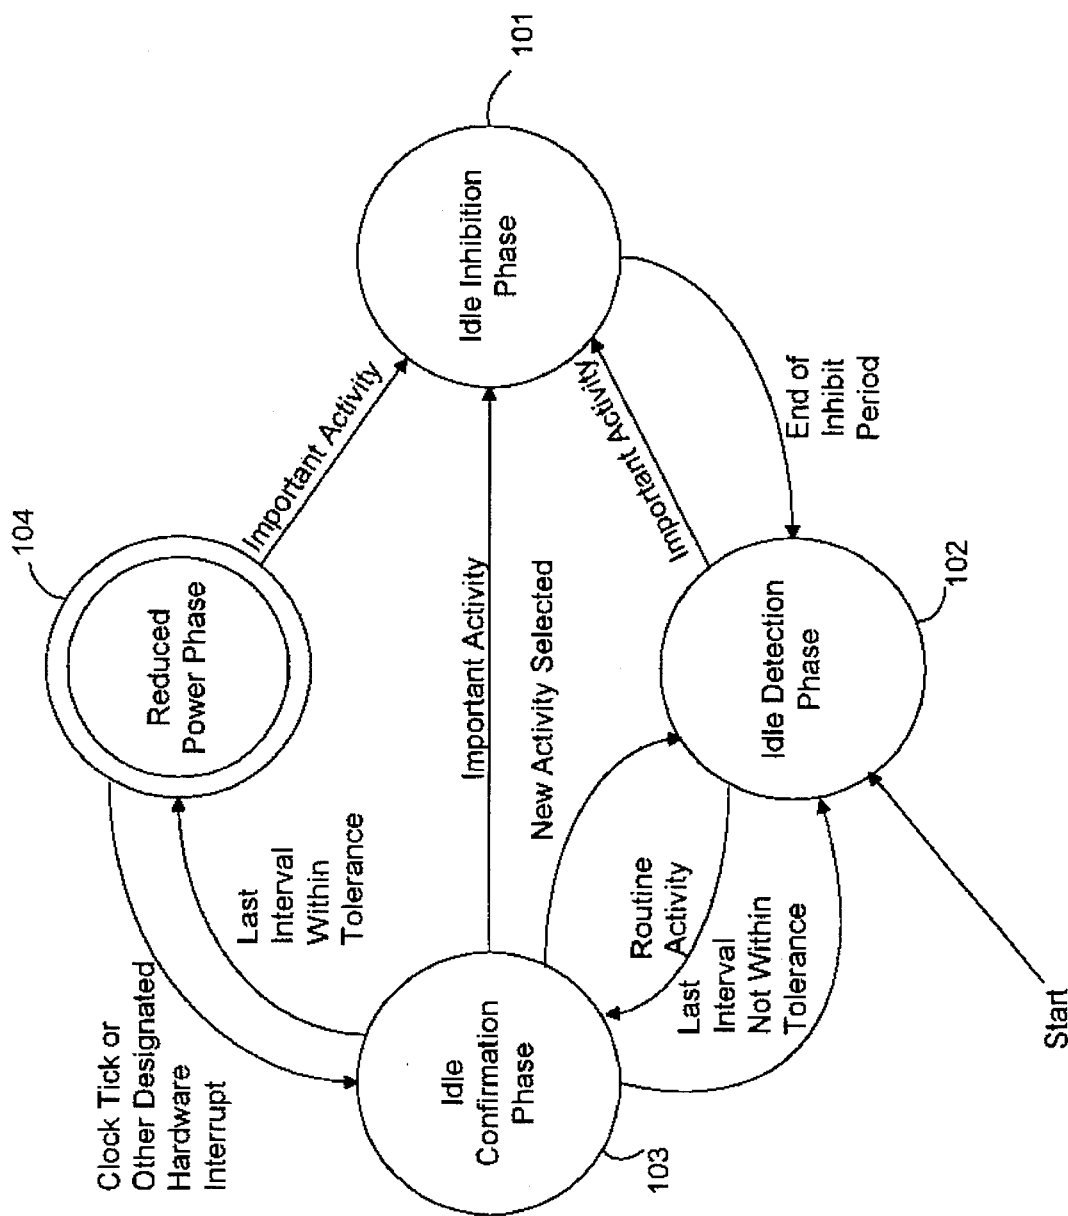 Clock Tick or
Other Designated
Hardware
Interrupt
Reduced
Power Phase
104
Last
Interval
Within
Tolerance
Important Activity
Idle
Confirmation
Phase
103
Important Activity
Idle Inhibition
Phase
101
New Activity Selected
Routine
Activity
Last
Interval
Not Within
Tolerance
Important Activity
Idle Detection
Phase
102
End of
Inhibit
Period
Start